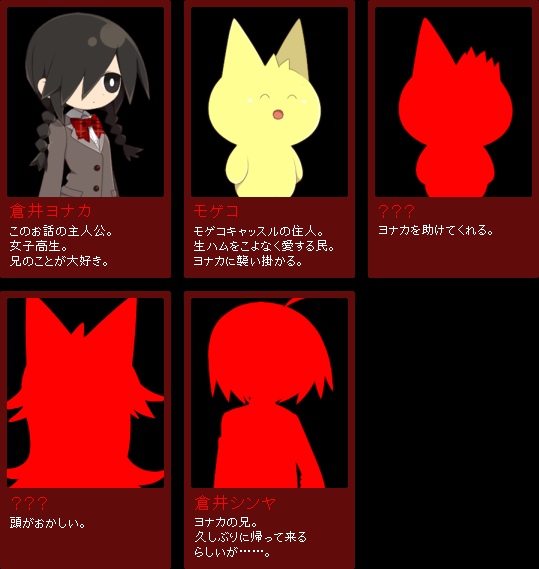 倉井ヨナカ
このお話の主人公。
女子高生。
兄のことが大好き。
モゲコ
モゲコキャッスルの住人。
生ハムをこよなく愛する民。
ヨナカに襲い掛かる。
???
ヨナカを助けてくれる。
???
頭がおかしい。
倉井シンヤ
ヨナカの兄。
久しぶりに帰って来る
らしいが……。